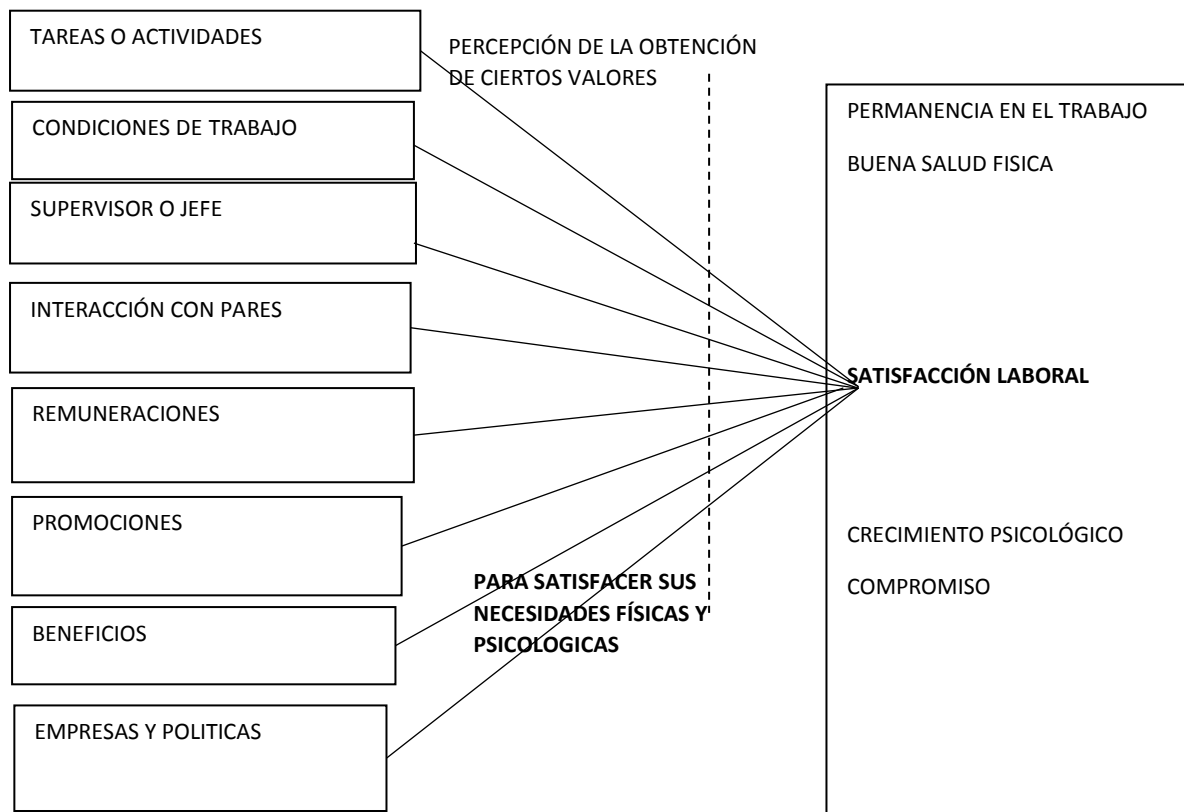 TAREAS O ACTIVIDADES
CONDICIONES DE TRABAJO
SUPERVISOR O JEFE
INTERACCIÓN CON PARES
REMUNERACIONES
PROMOCIONES
BENEFICIOS
EMPRESAS Y POLITICAS
PERCEPCIÓN DE LA OBTENCIÓN
DE CIERTOS VALORES
PARA SATISFACER SUS
NECESIDADES FÍSICAS Y
PSICOLOGICAS
PERMANENCIA EN EL TRABAJO
BUENA SALUD FISICA
SATISFACCIÓN LABORAL
CRECIMIENTO PSICOLÓGICO
COMPROMISO